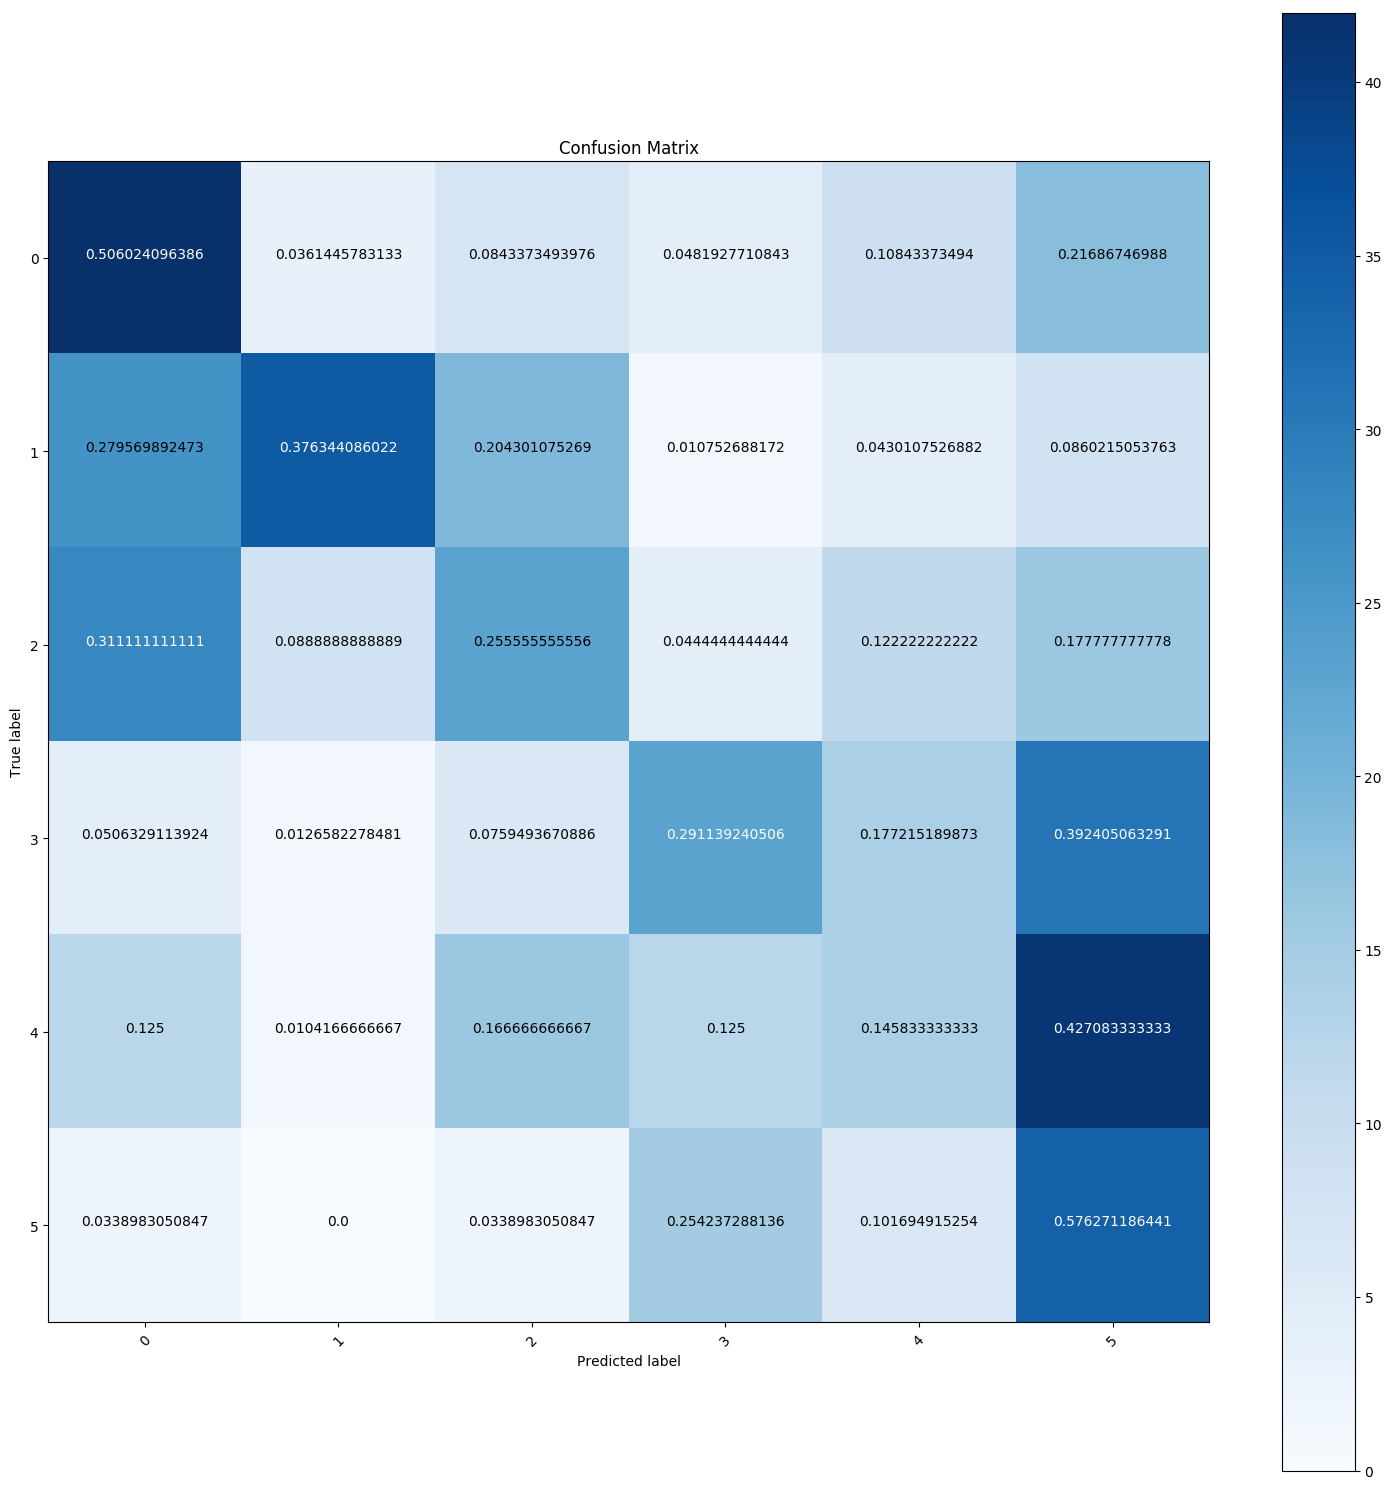 Confusion Matrix
0 0.506024096386 0.0361445783133 0.0843373493976 0.0481927710843 0.10843373494 0.21686746988
1 0.279569892473 0.376344086022 0.204301075269 0.010752688172 0.0430107526882 0.0860215053763
2 0.311111111111 0.0888888888889 0.255555555556 0.0444444444444 0.122222222222 0.177777777778
3 0.0506329113924 0.0126582278481 0.0759493670886 0.291139240506 0.177215189873 0.392405063291
4 0.125 0.0104166666667 0.166666666667 0.125 0.145833333333 0.427083333333
5 0.0338983050847 0.0 0.0338983050847 0.254237288136 0.101694915254 0.576271186441
True label
0 1 2 3 4 5
Predicted label
40
35
30
25
20
15
10
5
0